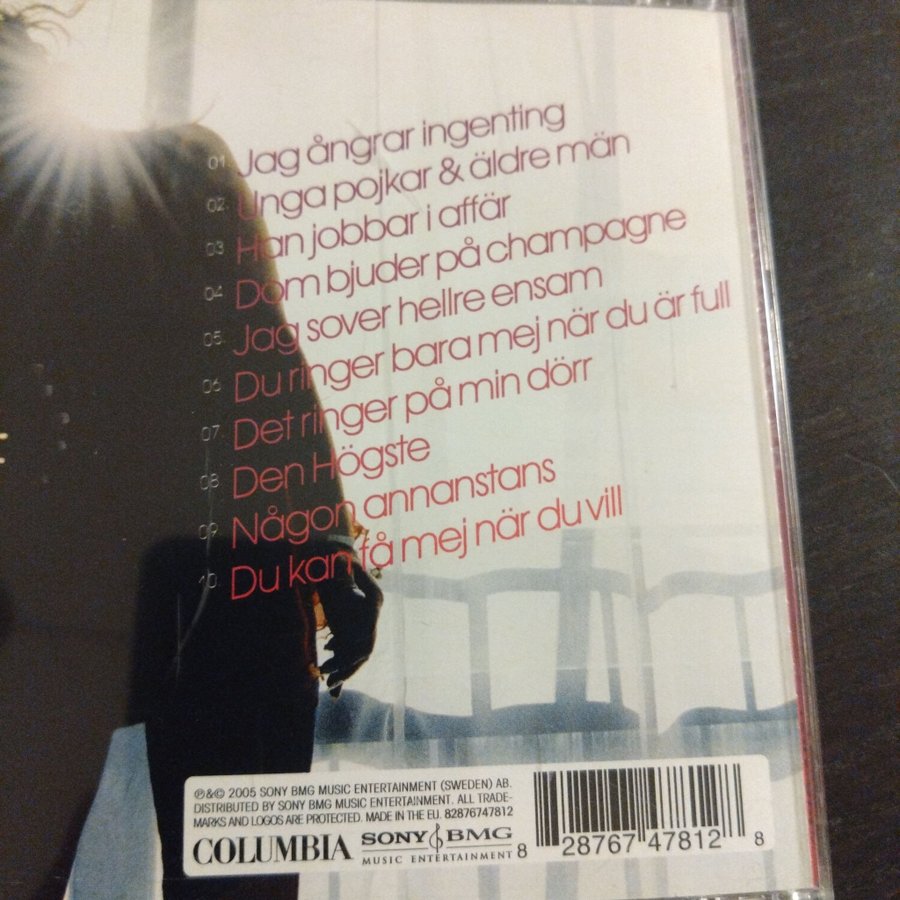 01 Jag ångrar ingenting
02 Unga pojkar & äldre män
03 Han jobbar i affär
04 Dom bjuder på champagne
05 Jag sover hellre ensam
06 Du ringer bara mej när du är full
07 Det ringer på min dörr
08 Den Högste
09 Någon annanstans
10 Du kan få mej när du vill
℗&© 2005 SONY BMG MUSIC ENTERTAINMENT (SWEDEN) AB.
DISTRIBUTED BY SONY BMG MUSIC ENTERTAINMENT. ALL TRADE-
MARKS AND LOGOS ARE PROTECTED. MADE IN THE EU. 82876747812
COLUMBIA SONY BMG
MUSIC ENTERTAINMENT
8 28767 47812 8